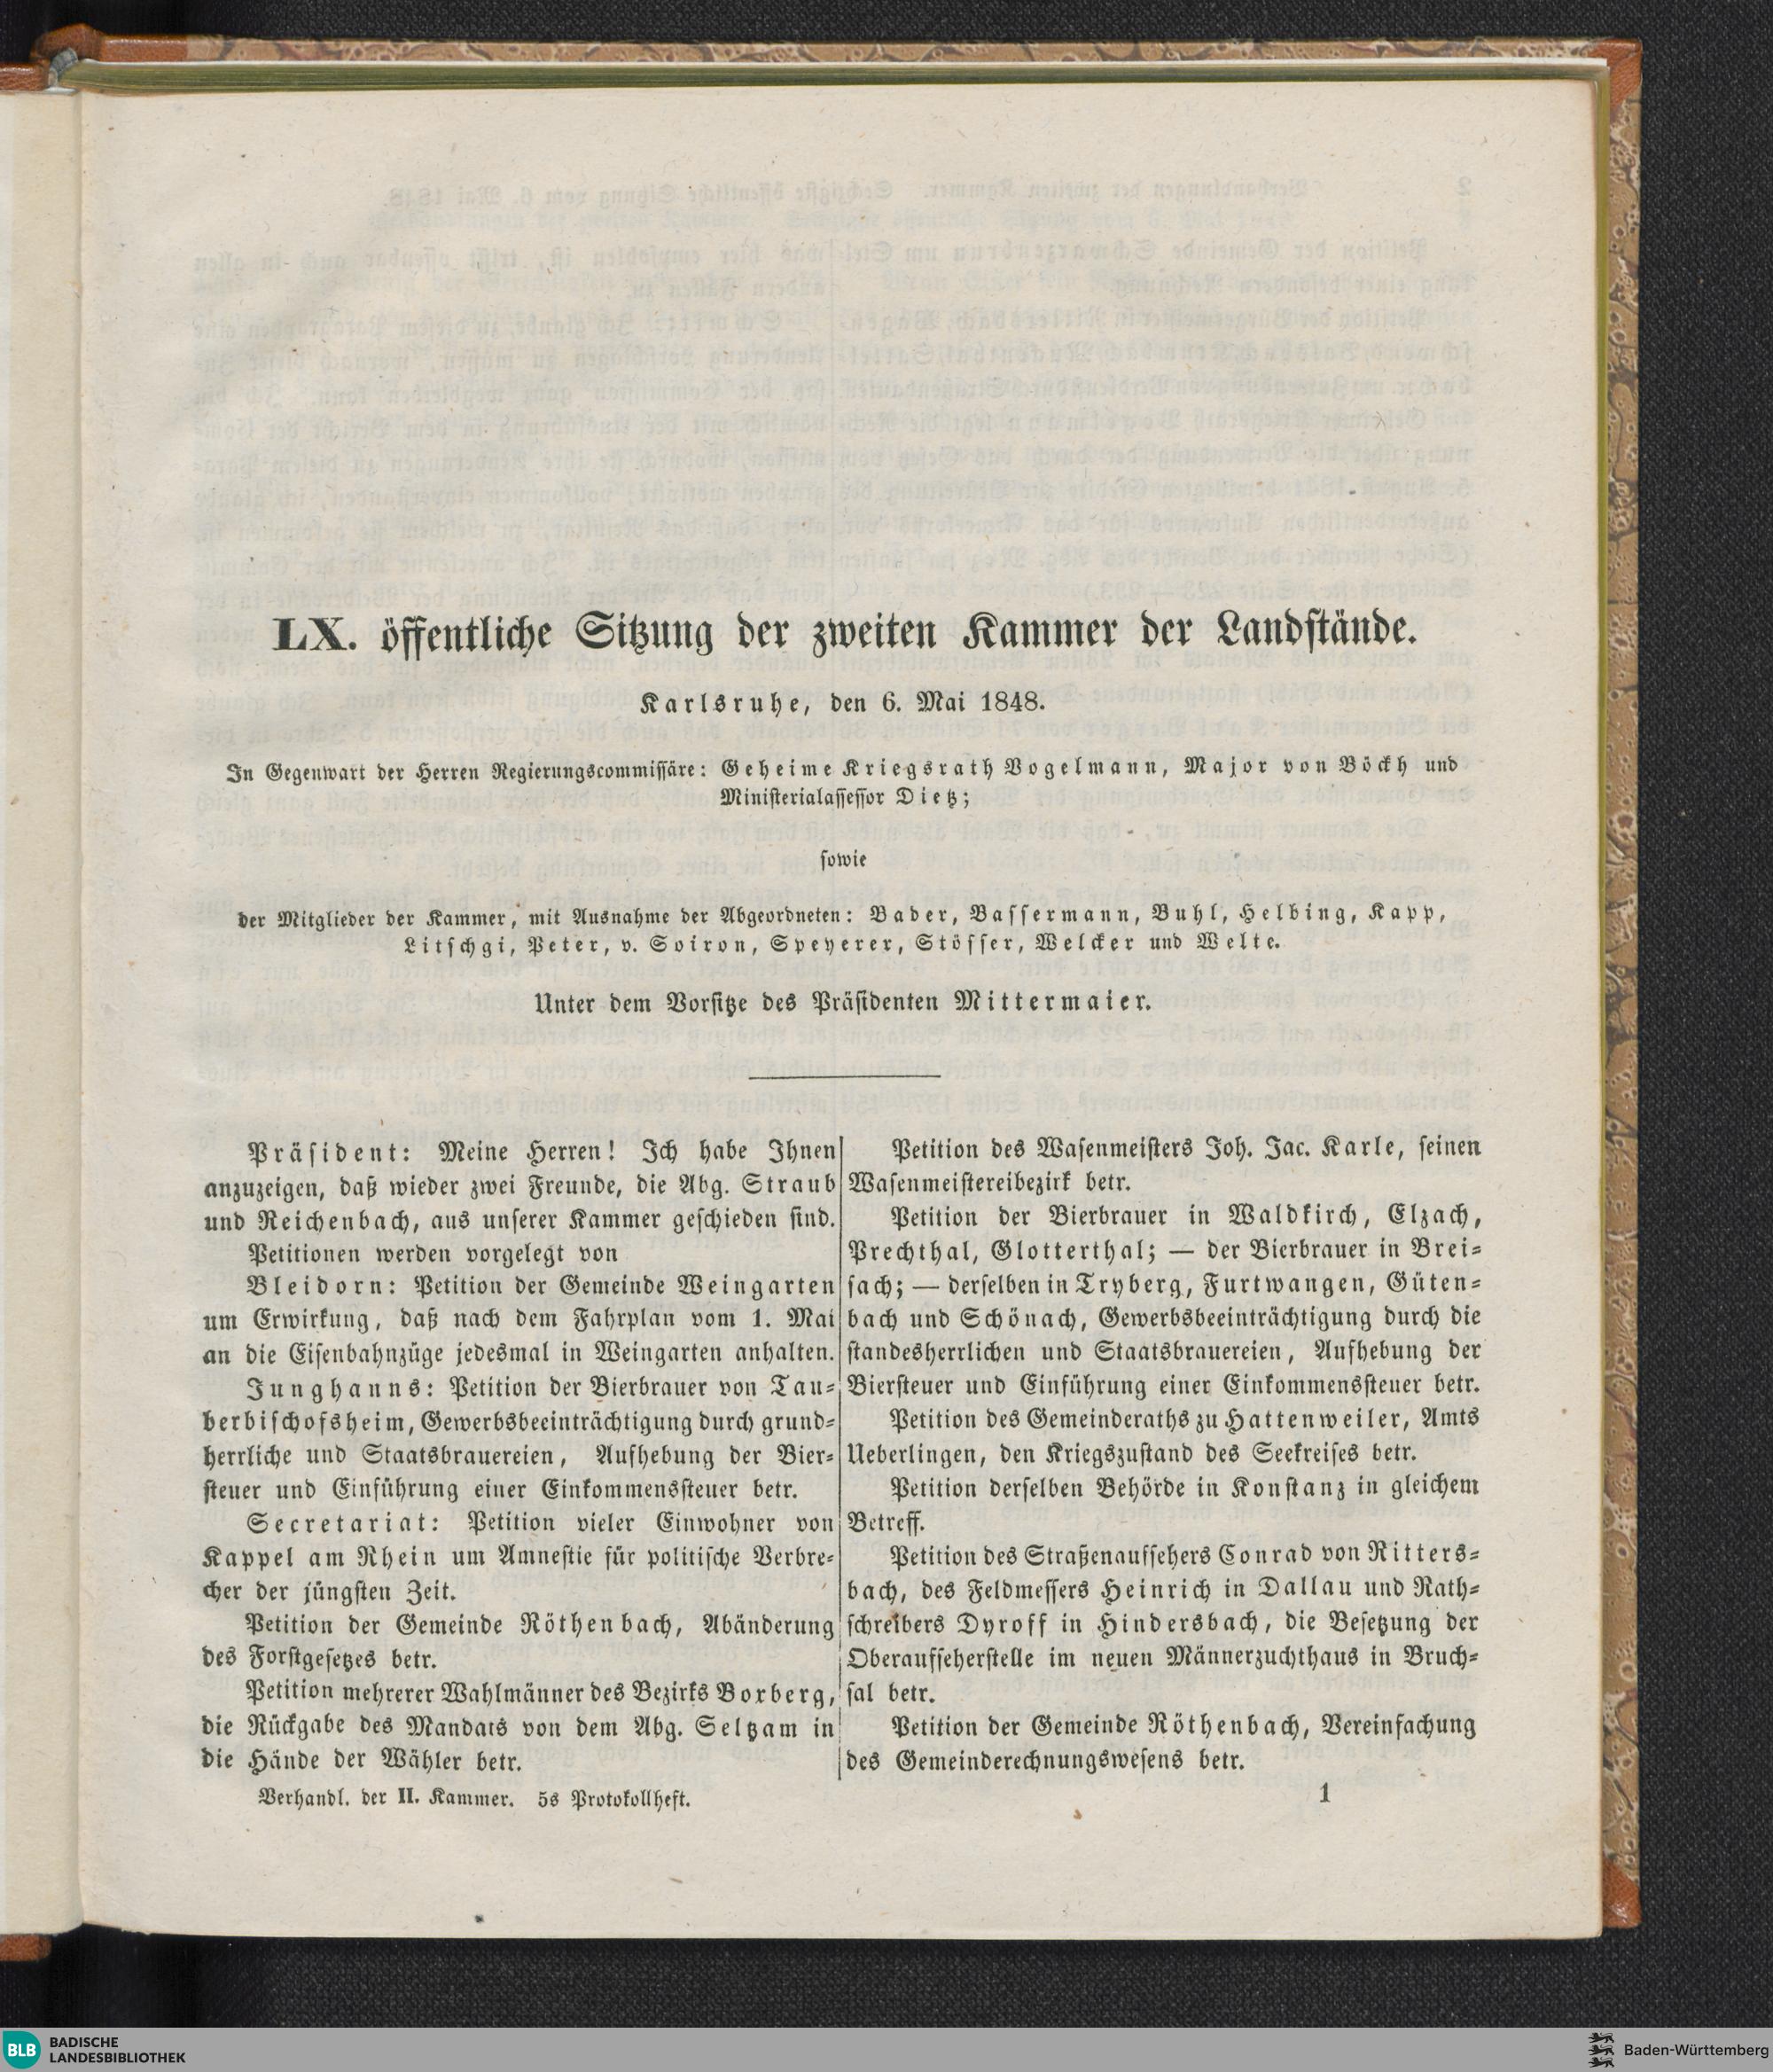 LX. öffentliche Sitzung der zweiten Kammer der Landstände.
Karlsruhe, den 6. Mai 1848.
In Gegenwart der Herren Regierungscommissäre: Geheime Kriegsrath Vogelmann, Major von Böckh und
Ministerialassessor Dietz;
sowie
der Mitglieder der Kammer, mit Ausnahme der Abgeordneten: Bader, Bassermann, Buhl, Helbing, Kapp,
Litschgi, Peter, v. Soiron, Speyerer, Stösser, Welcker und Welte.
Unter dem Vorsitze des Präsidenten Mittermaier.
Präsident: Meine Herren! Ich habe Ihnen
anzuzeigen, daß wieder zwei Freunde, die Abg. Straub
und Reichenbach, aus unserer Kammer geschieden sind.
Petitionen werden vorgelegt von
Bleidorn: Petition der Gemeinde Weingarten
um Erwirkung, daß nach dem Fahrplan vom 1. Mai
an die Eisenbahnzüge jedesmal in Weingarten anhalten.
Junghanns: Petition der Bierbrauer von Tau-
berbischofsheim, Gewerbsbeeinträchtigung durch grund-
herrliche und Staatsbrauereien, Aufhebung der Bier-
steuer und Einführung einer Einkommenssteuer betr.
Secretariat: Petition vieler Einwohner von
Kappel am Rhein um Amnestie für politische Verbre-
cher der jüngsten Zeit.
Petition der Gemeinde Röthenbach, Abänderung
des Forstgesetzes betr.
Petition mehrerer Wahlmänner des Bezirks Borberg,
die Rückgabe des Mandats von dem Abg. Seltzam in
die Hände der Wähler betr.
Verhandl. der II. Kammer. 5s Protokollheft.
Petition des Wasenmeisters Joh. Jac. Karle, seinen
Wasenmeistereibezirk betr.
Petition der Bierbrauer in Waldkirch, Elzach,
Prechthal, Glotterthal; — der Bierbrauer in Brei-
sach; — derselben in Tryberg, Furtwangen, Güten-
bach und Schönach, Gewerbsbeeinträchtigung durch die
standesherrlichen und Staatsbrauereien, Aufhebung der
Biersteuer und Einführung einer Einkommenssteuer betr.
Petition des Gemeinderaths zu Hattenweiler, Amts
Ueberlingen, den Kriegszustand des Seekreises betr.
Petition derselben Behörde in Konstanz in gleichem
Betreff.
Petition des Straßenaufsehers Conrad von Ritters-
bach, des Feldmessers Heinrich in Dallau und Rath-
schreibers Dyroff in Hindersbach, die Besetzung der
Oberaufseherstelle im neuen Männerzuchthaus in Bruch-
sal betr.
Petition der Gemeinde Röthenbach, Vereinfachung
des Gemeinderechnungswesens betr.
1
BLB BADISCHE
LANDESBIBLIOTHEK
Baden-Württemberg